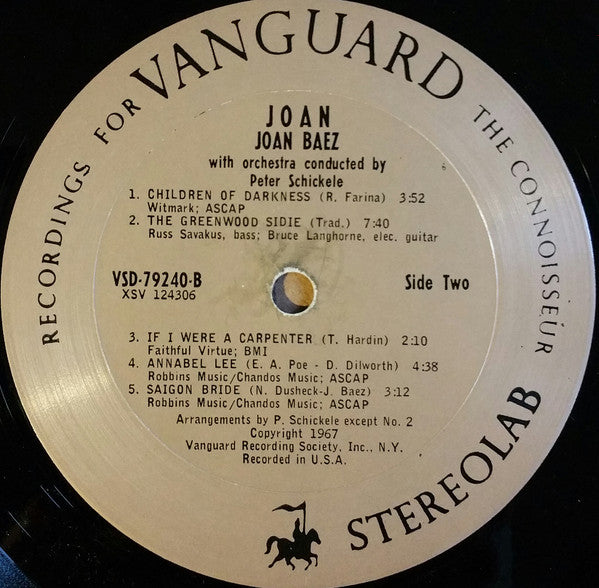 RECORDINGS FOR VANGUARD THE CONNOISSEUR
JOAN
JOAN BAEZ
with orchestra conducted by
Peter Schickele
1. CHILDREN OF DARKNESS (R. Farina) 3:52
Witmark; ASCAP
2. THE GREENWOOD SIDIE (Trad.) 7:40
Russ Savakus, bass; Bruce Langhorne, elec. guitar
VSD-79240-B
XSV 124306
Side Two
3. IF I WERE A CARPENTER (T. Hardin) 2:10
Faithful Virtue; BMI
4. ANNABEL LEE (E. A. Poe - D. Dilworth) 4:38
Robbins Music/Chandos Music; ASCAP
5. SAIGON BRIDE (N. Dusheck-J. Baez) 3:12
Robbins Music/Chandos Music; ASCAP
Arrangements by P. Schickele except No. 2
Copyright 1967
Vanguard Recording Society, Inc., N.Y.
Recorded in U.S.A.
STEREOLAB